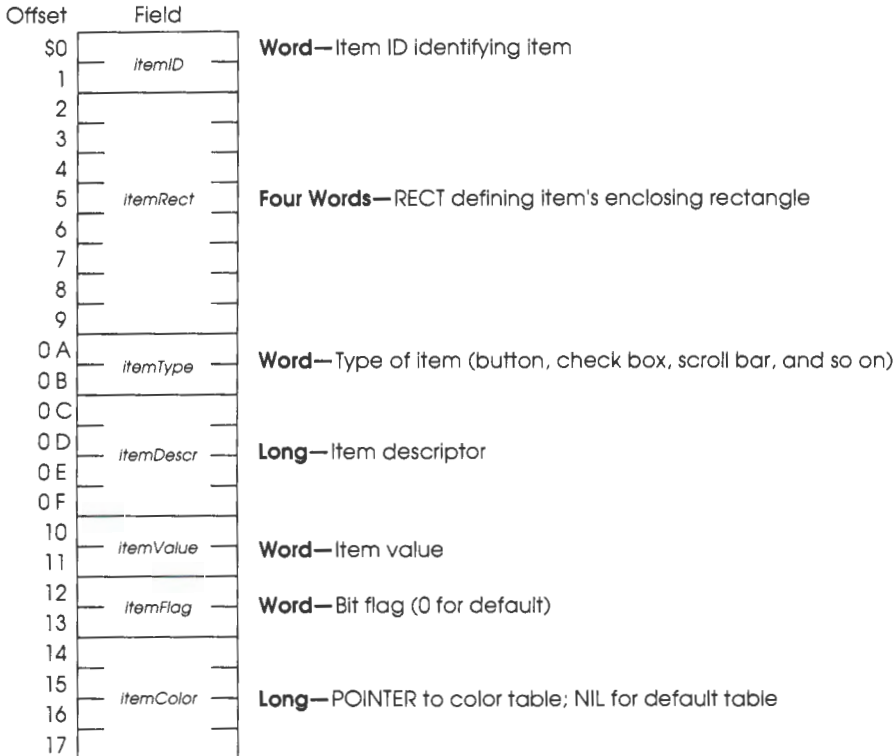 Offset Field
$0
itemID
Word—Item ID identifying item
1
2
3
4
5
itemRect
Four Words—RECT defining item's enclosing rectangle
6
7
8
9
0A
itemType
Word—Type of item (button, check box, scroll bar, and so on)
0B
0C
0D
itemDescr
Long—Item descriptor
0E
0F
10
itemValue
Word—Item value
11
12
itemFlag
Word—Bit flag (0 for default)
13
14
15
itemColor
Long—POINTER to color table; NIL for default table
16
17